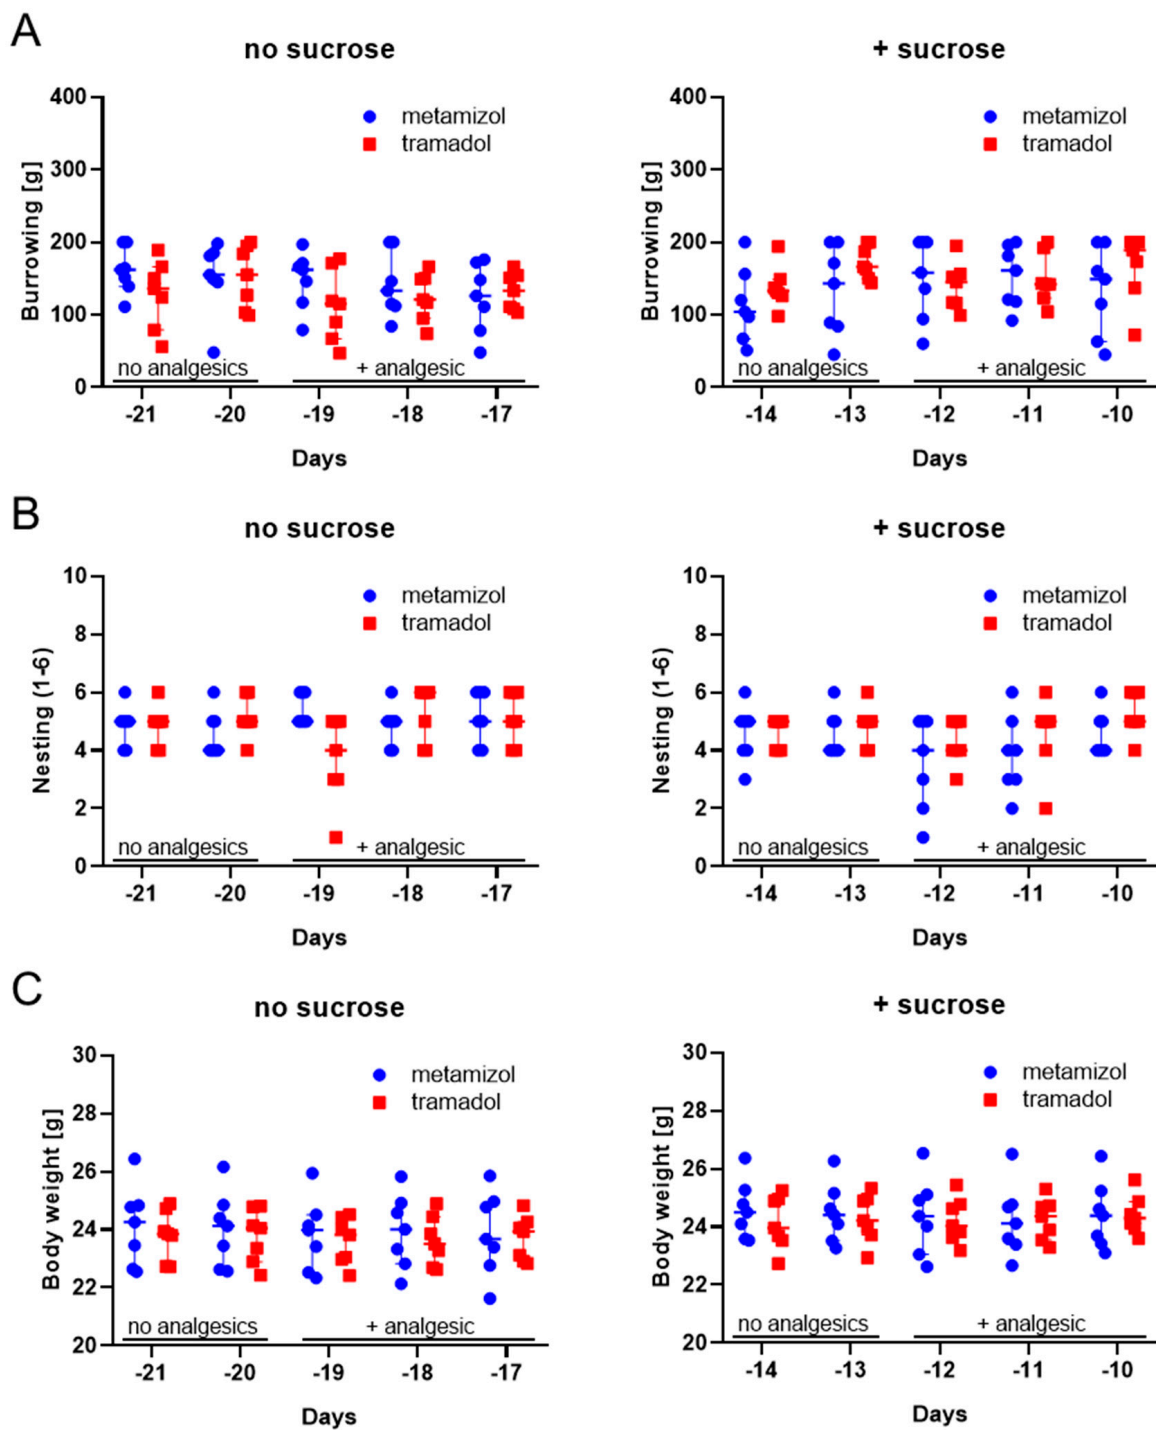 A
no sucrose
+ sucrose
400
300
200
100
0
Burrowing [g]
metamizol
tramadol
no analgesics
+ analgesic
-21
-20
-19
-18
-17
Days
400
300
200
100
0
Burrowing [g]
metamizol
tramadol
no analgesics
+ analgesic
-14
-13
-12
-11
-10
Days
B
no sucrose
+ sucrose
10
8
6
4
2
0
Nesting (1-6)
metamizol
tramadol
no analgesics
+ analgesic
-21
-20
-19
-18
-17
Days
10
8
6
4
2
0
Nesting (1-6)
metamizol
tramadol
no analgesics
+ analgesic
-14
-13
-12
-11
-10
Days
C
no sucrose
+ sucrose
30
28
26
24
22
20
Body weight [g]
metamizol
tramadol
no analgesics
+ analgesic
-21
-20
-19
-18
-17
Days
30
28
26
24
22
20
Body weight [g]
metamizol
tramadol
no analgesics
+ analgesic
-14
-13
-12
-11
-10
Days